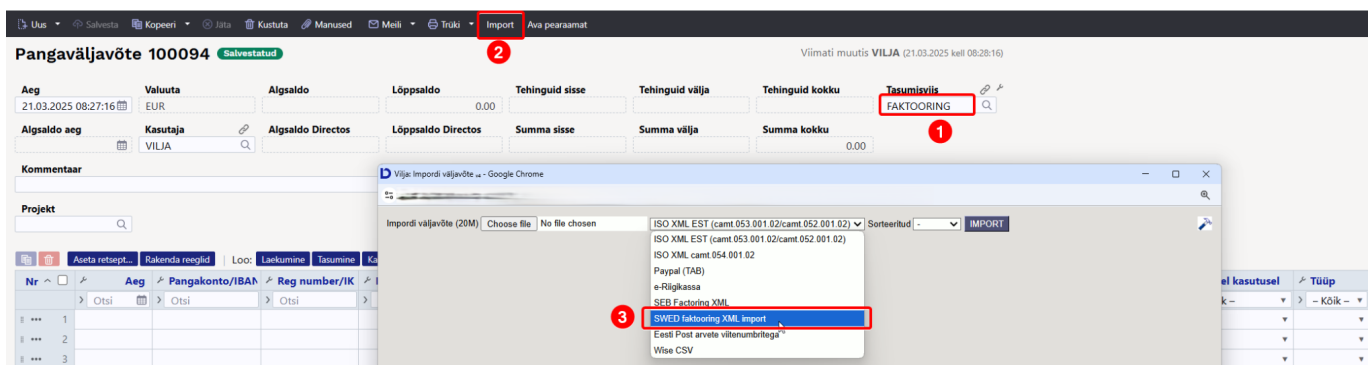 Uus Salvesta Kopeeri Jäta Kustuta Manused Meili Trüki Import Ava pearaamat
2
Pangaväljavõte 100094 Salvestatud
Viimati muutis VILJA (21.03.2025 kell 08:28:16)
Aeg Valuuta Algsaldo Lõppsaldo Tehinguid sisse Tehinguid välja Tehinguid kokku Tasumisviis
21.03.2025 08:27:16 EUR 0.00 FAKTOORING
1
Algsaldo aeg Kasutaja Algsaldo Directos Lõppsaldo Directos Summa sisse Summa välja Summa kokku
VILJA 0.00
Kommentaar
Vilja: Impordi väljavõte - Google Chrome
Projekt
Impordi väljavõte (20M) Choose file No file chosen ISO XML EST (camt.053.001.02/camt.052.001.02) Sorteeritud - IMPORT
ISO XML EST (camt.053.001.02/camt.052.001.02)
ISO XML camt.054.001.02
Paypal (TAB)
e-Riigikassa
SEB Factoring XML
3 SWED faktooring XML import
Eesti Post arvete viitenumbritega
Wise CSV
Aseta retsept... Rakenda reeglid Loo: Laekumine Tasumine Ka
Nr Aeg Pangakonto/IBAN Reg number/IK el kasutusel Tüüp
Otsi Otsi Otsi k – – Kõik –
1
2
3